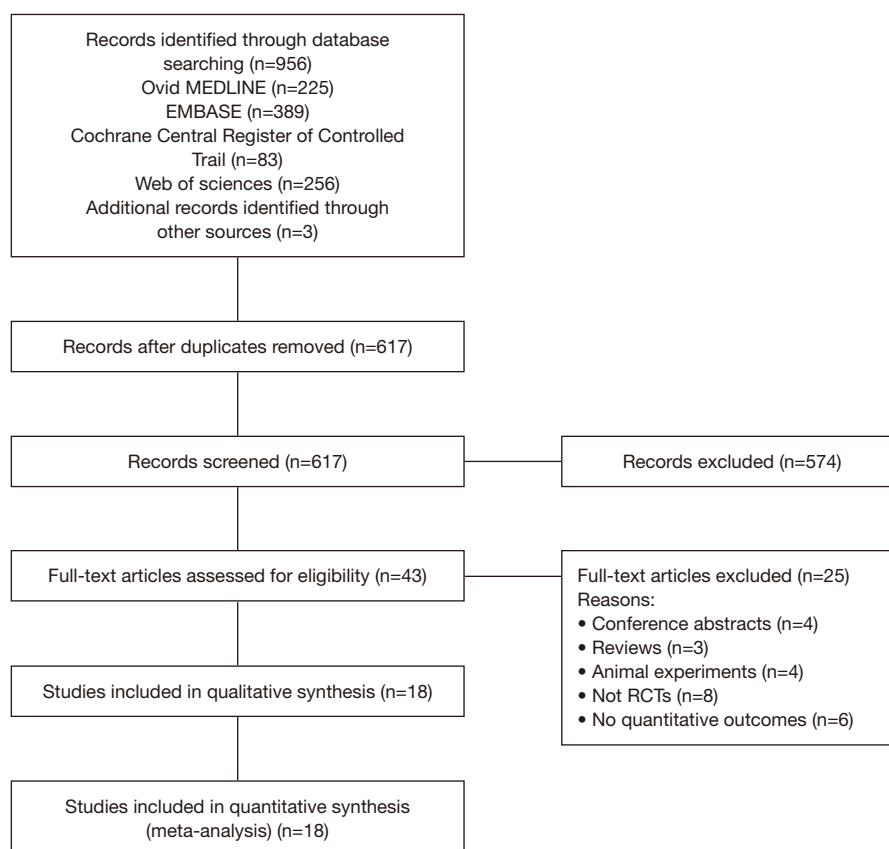 Records identified through database
searching (n=956)
Ovid MEDLINE (n=225)
EMBASE (n=389)
Cochrane Central Register of Controlled
Trail (n=83)
Web of sciences (n=256)
Additional records identified through
other sources (n=3)
Records after duplicates removed (n=617)
Records screened (n=617)
Records excluded (n=574)
Full-text articles assessed for eligibility (n=43)
Full-text articles excluded (n=25)
Reasons:
• Conference abstracts (n=4)
• Reviews (n=3)
• Animal experiments (n=4)
• Not RCTs (n=8)
• No quantitative outcomes (n=6)
Studies included in qualitative synthesis (n=18)
Studies included in quantitative synthesis
(meta-analysis) (n=18)